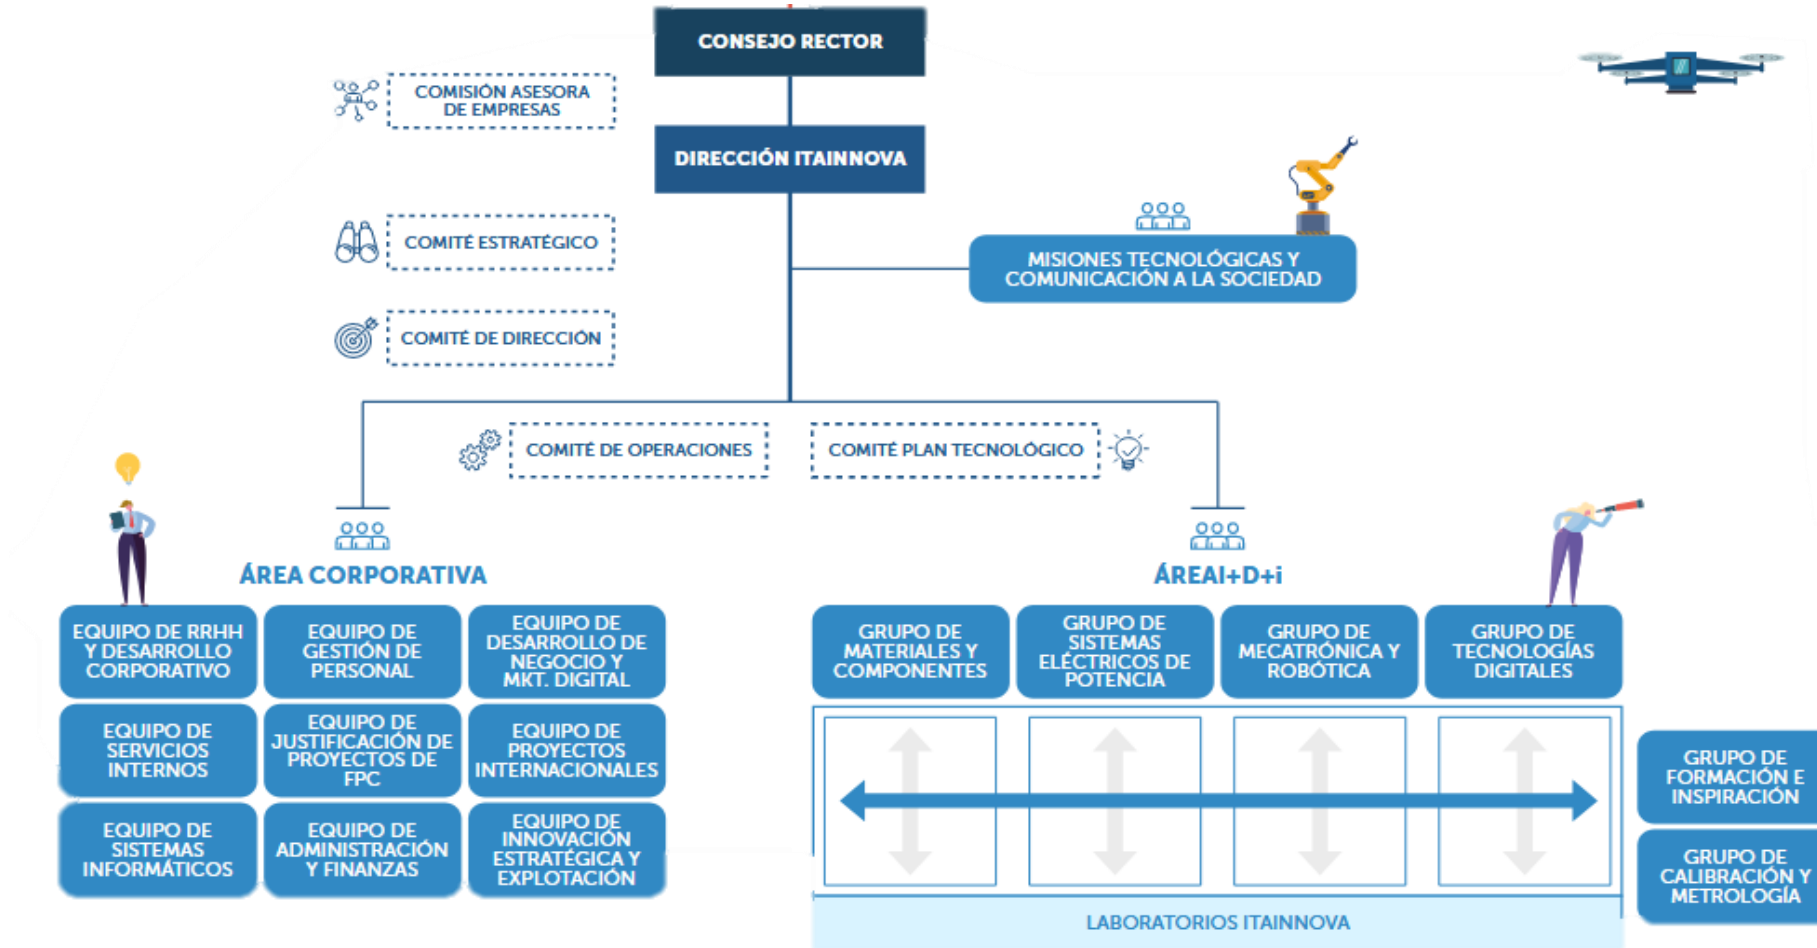 CONSEJO RECTOR
COMISIÓN ASESORA
DE EMPRESAS
DIRECCIÓN ITAINNOVA
COMITÉ ESTRATÉGICO
MISIONES TECNOLÓGICAS Y
COMUNICACIÓN A LA SOCIEDAD
COMITÉ DE DIRECCIÓN
COMITÉ DE OPERACIONES
COMITÉ PLAN TECNOLÓGICO
ÁREA CORPORATIVA
EQUIPO DE RRHH
Y DESARROLLO
CORPORATIVO
EQUIPO DE
GESTIÓN DE
PERSONAL
EQUIPO DE
DESARROLLO DE
NEGOCIO Y
MKT. DIGITAL
EQUIPO DE
SERVICIOS
INTERNOS
EQUIPO DE
JUSTIFICACIÓN DE
PROYECTOS DE
FPC
EQUIPO DE
PROYECTOS
INTERNACIONALES
EQUIPO DE
SISTEMAS
INFORMÁTICOS
EQUIPO DE
ADMINISTRACIÓN
Y FINANZAS
EQUIPO DE
INNOVACIÓN
ESTRATÉGICA Y
EXPLOTACIÓN
ÁREAI+D+i
GRUPO DE
MATERIALES Y
COMPONENTES
GRUPO DE
SISTEMAS
ELÉCTRICOS DE
POTENCIA
GRUPO DE
MECATRÓNICA Y
ROBÓTICA
GRUPO DE
TECNOLOGÍAS
DIGITALES
GRUPO DE
FORMACIÓN E
INSPIRACIÓN
GRUPO DE
CALIBRACIÓN Y
METROLOGÍA
LABORATORIOS ITAINNOVA